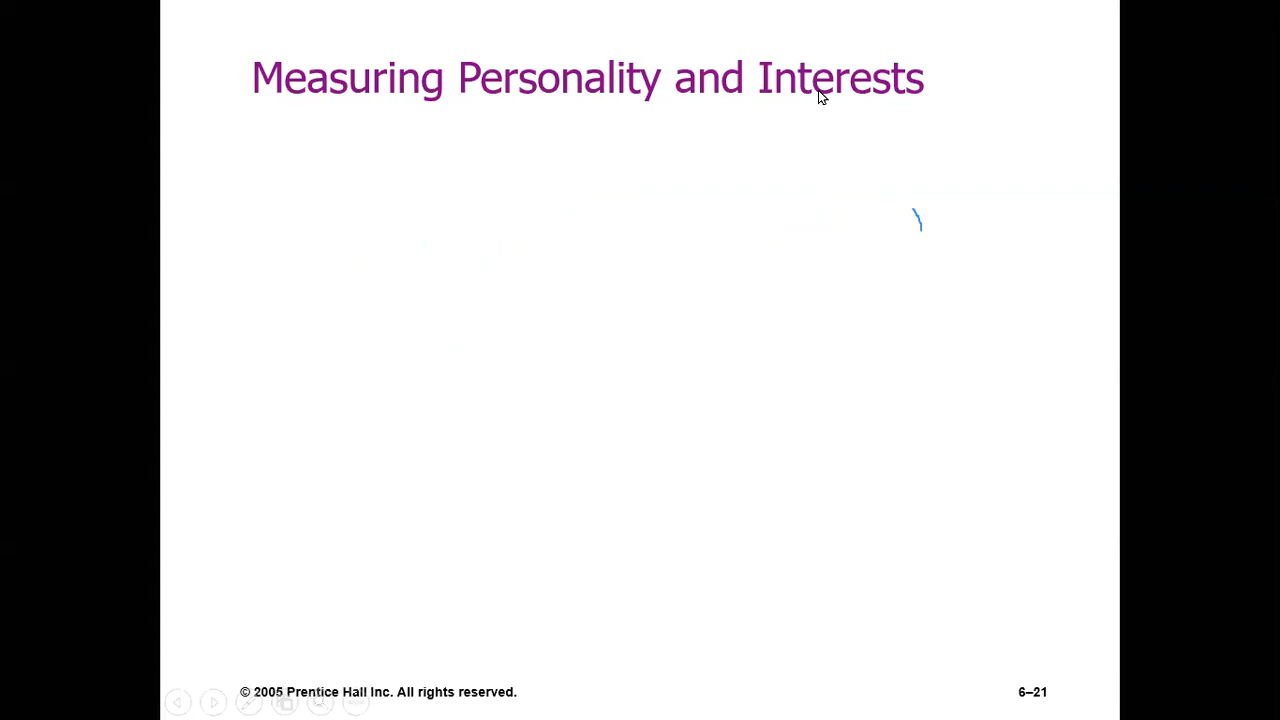 Measuring Personality and Interests
© 2005 Prentice Hall Inc. All rights reserved.
6–21